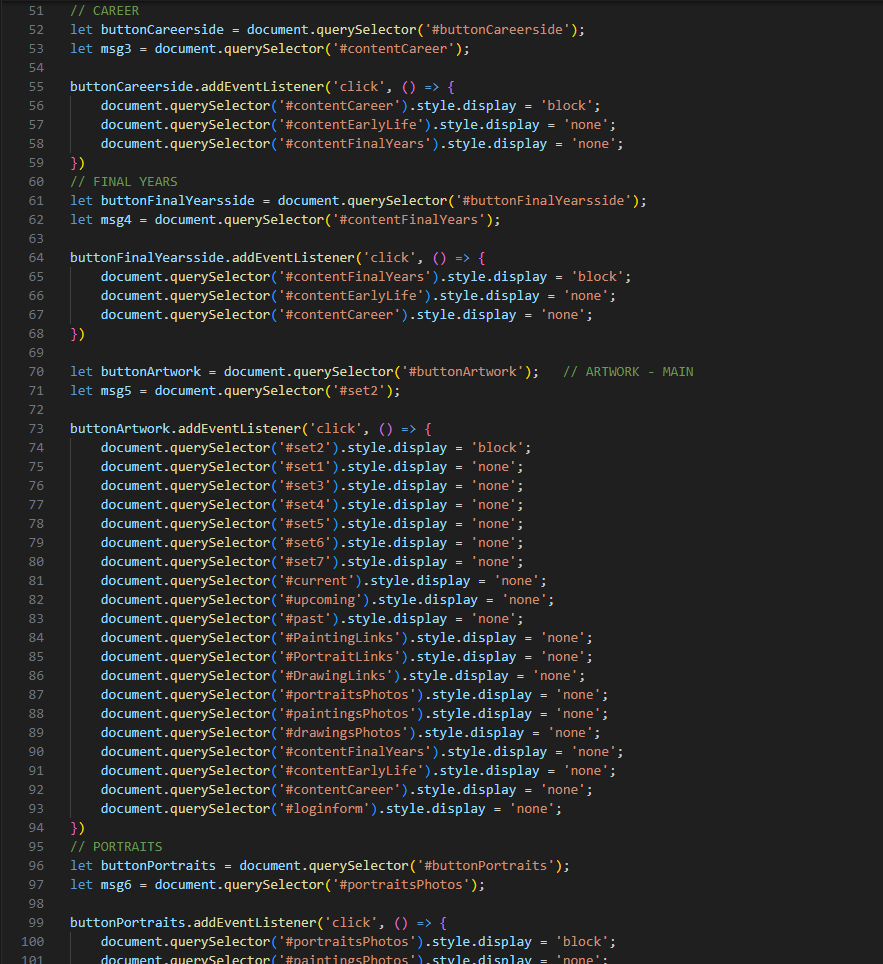 51 // CAREER
52 let buttonCareerside = document.querySelector('#buttonCareerside');
53 let msg3 = document.querySelector('#contentCareer');
54
55 buttonCareerside.addEventListener('click', () => {
56     document.querySelector('#contentCareer').style.display = 'block';
57     document.querySelector('#contentEarlyLife').style.display = 'none';
58     document.querySelector('#contentFinalYears').style.display = 'none';
59 })
60 // FINAL YEARS
61 let buttonFinalYearsside = document.querySelector('#buttonFinalYearsside');
62 let msg4 = document.querySelector('#contentFinalYears');
63
64 buttonFinalYearsside.addEventListener('click', () => {
65     document.querySelector('#contentFinalYears').style.display = 'block';
66     document.querySelector('#contentEarlyLife').style.display = 'none';
67     document.querySelector('#contentCareer').style.display = 'none';
68 })
69
70 let buttonArtwork = document.querySelector('#buttonArtwork');   // ARTWORK - MAIN
71 let msg5 = document.querySelector('#set2');
72
73 buttonArtwork.addEventListener('click', () => {
74     document.querySelector('#set2').style.display = 'block';
75     document.querySelector('#set1').style.display = 'none';
76     document.querySelector('#set3').style.display = 'none';
77     document.querySelector('#set4').style.display = 'none';
78     document.querySelector('#set5').style.display = 'none';
79     document.querySelector('#set6').style.display = 'none';
80     document.querySelector('#set7').style.display = 'none';
81     document.querySelector('#current').style.display = 'none';
82     document.querySelector('#upcoming').style.display = 'none';
83     document.querySelector('#past').style.display = 'none';
84     document.querySelector('#PaintingLinks').style.display = 'none';
85     document.querySelector('#PortraitLinks').style.display = 'none';
86     document.querySelector('#DrawingLinks').style.display = 'none';
87     document.querySelector('#portraitsPhotos').style.display = 'none';
88     document.querySelector('#paintingsPhotos').style.display = 'none';
89     document.querySelector('#drawingsPhotos').style.display = 'none';
90     document.querySelector('#contentFinalYears').style.display = 'none';
91     document.querySelector('#contentEarlyLife').style.display = 'none';
92     document.querySelector('#contentCareer').style.display = 'none';
93     document.querySelector('#loginform').style.display = 'none';
94 })
95 // PORTRAITS
96 let buttonPortraits = document.querySelector('#buttonPortraits');
97 let msg6 = document.querySelector('#portraitsPhotos');
98
99 buttonPortraits.addEventListener('click', () => {
100     document.querySelector('#portraitsPhotos').style.display = 'block';
101     document.querySelector('#paintingsPhotos').style.display = 'none';